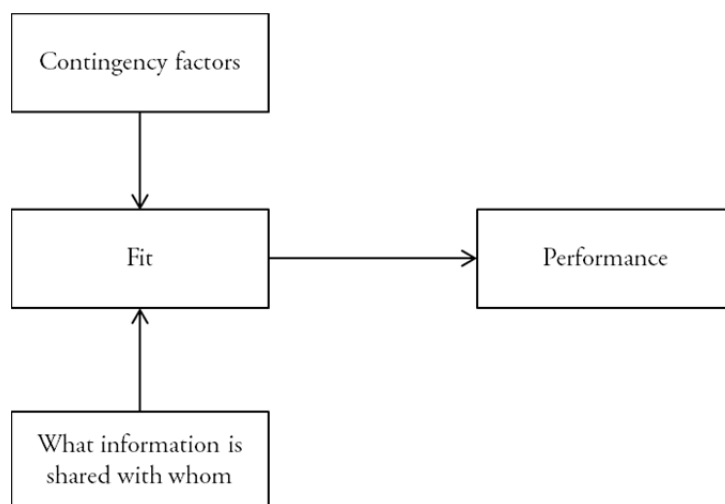 Contingency factors
Fit
Performance
What information is
shared with whom